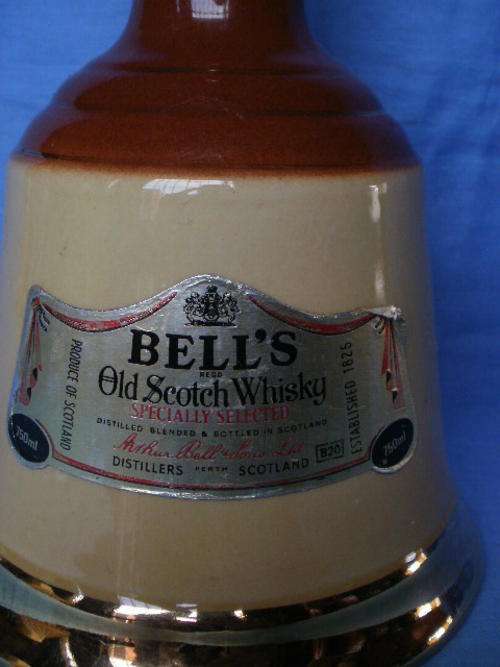 BELL'S
REGD
Old Scotch Whisky
SPECIALLY SELECTED
DISTILLED BLENDED & BOTTLED IN SCOTLAND
Arthur Bell & Sons Ltd
DISTILLERS PERTH SCOTLAND B20
PRODUCE OF SCOTLAND
750ml
ESTABLISHED 1825
750ml